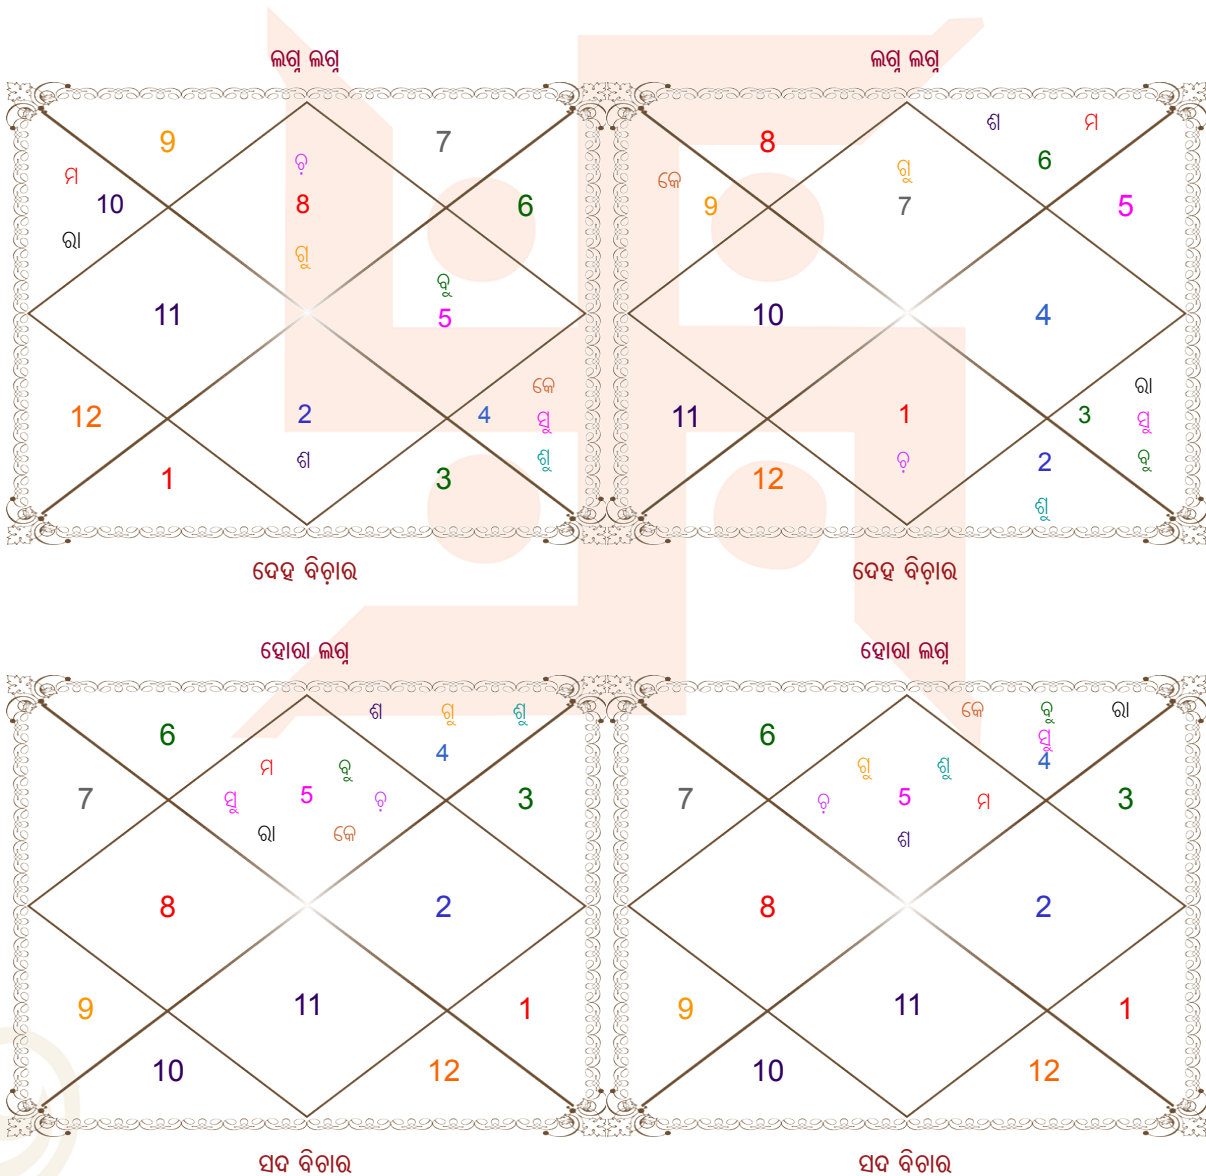 ଲଗ୍ନ ଲଗ୍ନ
9 7
ଚ଼
ମ 10 8 6
ରା ଗୁ
ବୁ
11 5
କେ
12 2 4 ସୁ
ଶ ଶୁ
1 3
ଦେହ ବିଚ଼ାର
ଲଗ୍ନ ଲଗ୍ନ
ଶ ମ
8 6
କେ ଗୁ
9 7 5
10 4
ରା
11 1 3 ସୁ
ଚ଼ 2 ବୁ
12 ଶୁ
ଦେହ ବିଚ଼ାର
ହୋରା ଲଗ୍ନ
ଶ ଗୁ ଶୁ
6 4
ମ ବୁ
7 ସୁ 5 ଚ଼ 3
ରା କେ
8 2
9 11 1
10 12
ସଦ ବିଚାର
ହୋରା ଲଗ୍ନ
କେ ବୁ ରା
6 ସୁ
4
ଗୁ ଶୁ
7 ଚ଼ 5 ମ 3
ଶ
8 2
9 11 1
10 12
ସଦ ବିଚାର